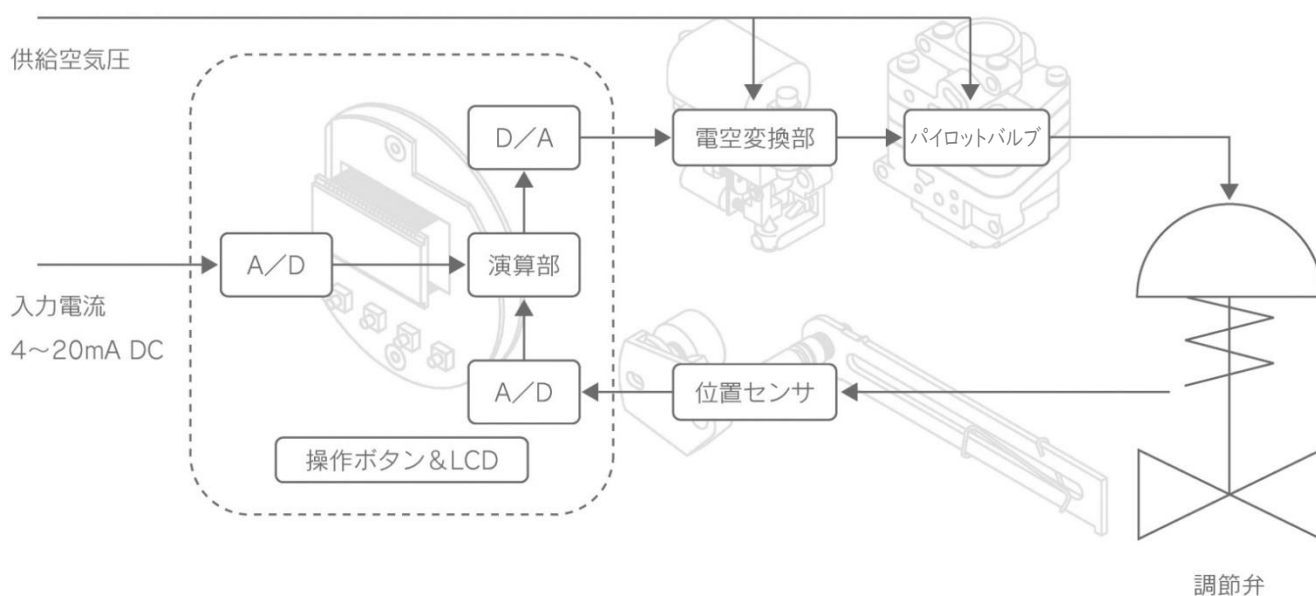 供給空気圧
D／A
電空変換部
パイロットバルブ
A／D
演算部
入力電流
4〜20mA DC
A／D
位置センサ
操作ボタン＆LCD
調節弁